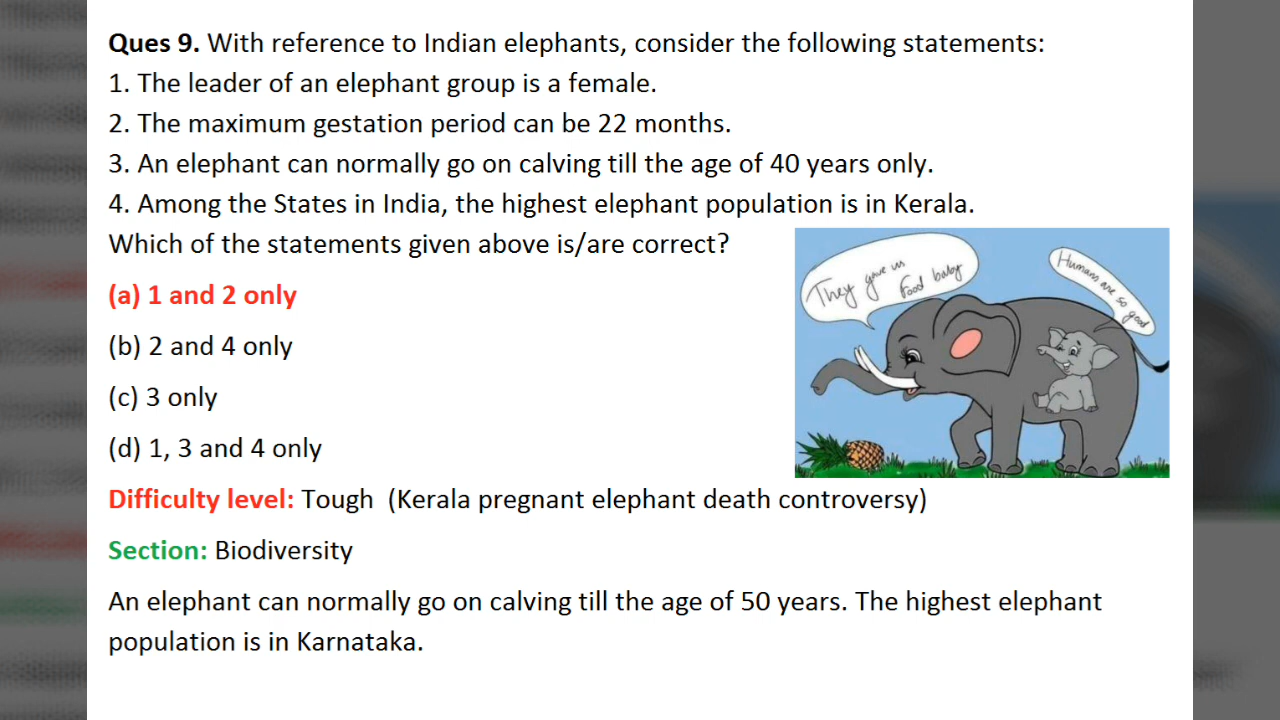 Ques 9. With reference to Indian elephants, consider the following statements:
1. The leader of an elephant group is a female.
2. The maximum gestation period can be 22 months.
3. An elephant can normally go on calving till the age of 40 years only.
4. Among the States in India, the highest elephant population is in Kerala.
Which of the statements given above is/are correct?
They gave us
Food baby
Humans are so good
(a) 1 and 2 only
(b) 2 and 4 only
(c) 3 only
(d) 1, 3 and 4 only
Difficulty level: Tough (Kerala pregnant elephant death controversy)
Section: Biodiversity
An elephant can normally go on calving till the age of 50 years. The highest elephant
population is in Karnataka.